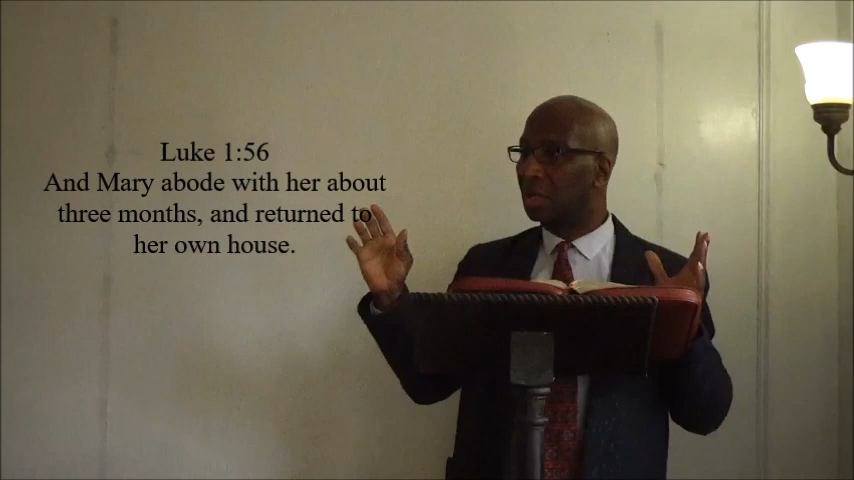 Luke 1:56
And Mary abode with her about
three months, and returned to
her own house.